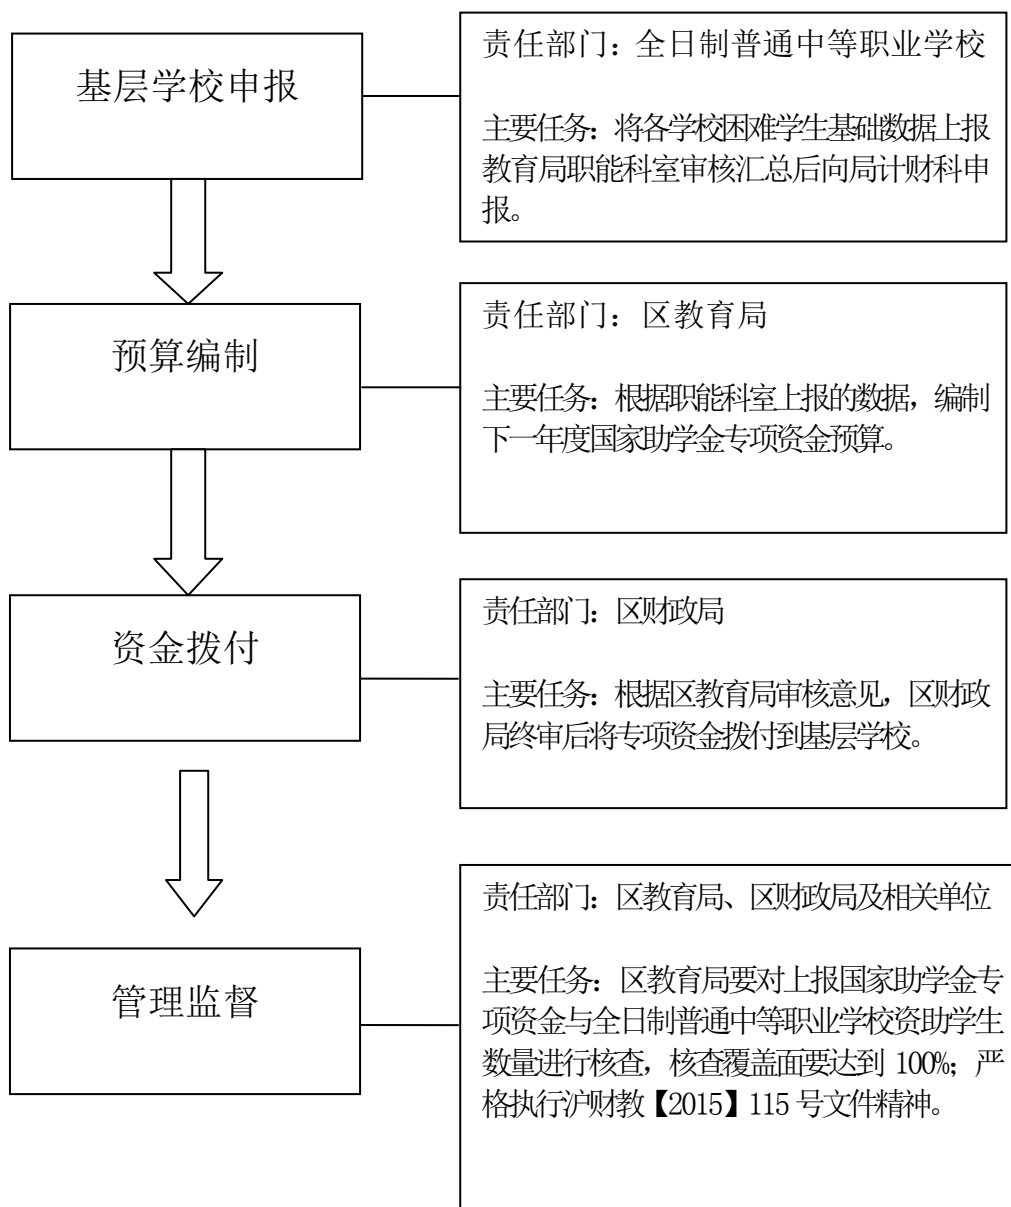 基层学校申报
责任部门：全日制普通中等职业学校
主要任务：将各学校困难学生基础数据上报
教育局职能科室审核汇总后向局计财科申
报。
预算编制
责任部门：区教育局
主要任务：根据职能科室上报的数据，编制
下一年度国家助学金专项资金预算。
资金拨付
责任部门：区财政局
主要任务：根据区教育局审核意见，区财政
局终审后将专项资金拨付到基层学校。
管理监督
责任部门：区教育局、区财政局及相关单位
主要任务：区教育局要对上报国家助学金专
项资金与全日制普通中等职业学校资助学生
数量进行核查，核查覆盖面要达到 100%；严
格执行沪财教【2015】115 号文件精神。